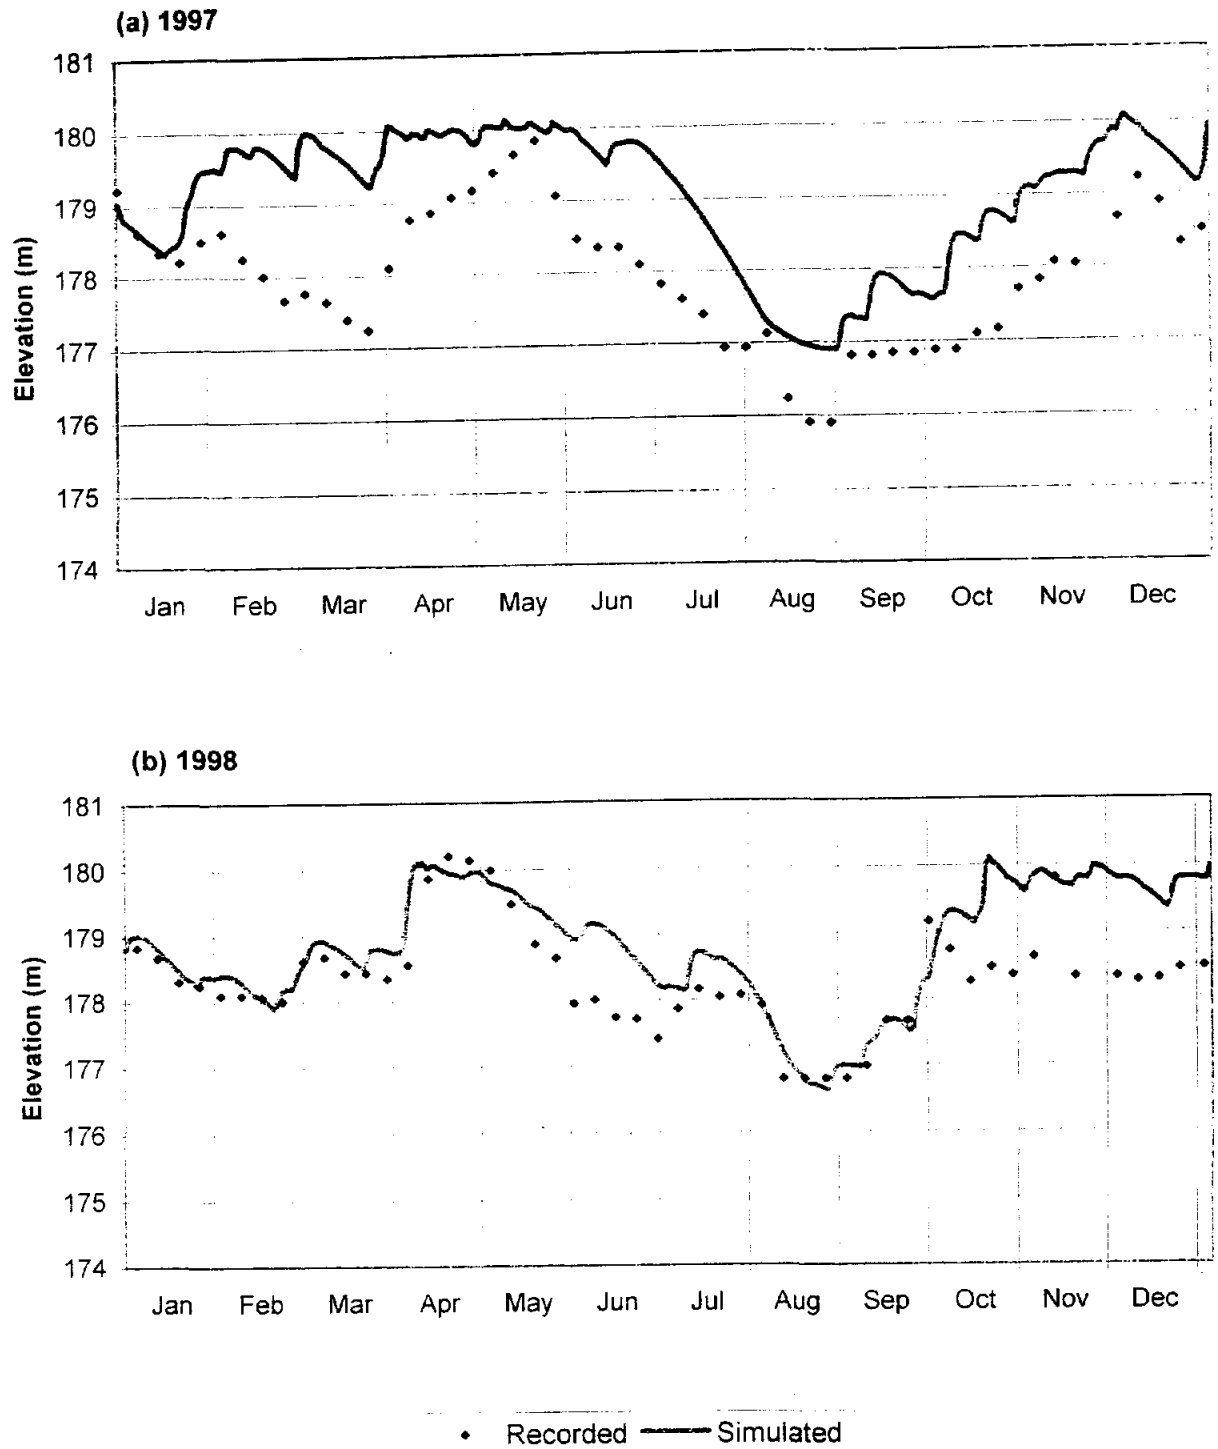 (a) 1997
181
180
179
178
177
176
175
174
Elevation (m)
Jan Feb Mar Apr May Jun Jul Aug Sep Oct Nov Dec
(b) 1998
181
180
179
178
177
176
175
174
Elevation (m)
Jan Feb Mar Apr May Jun Jul Aug Sep Oct Nov Dec
Recorded Simulated